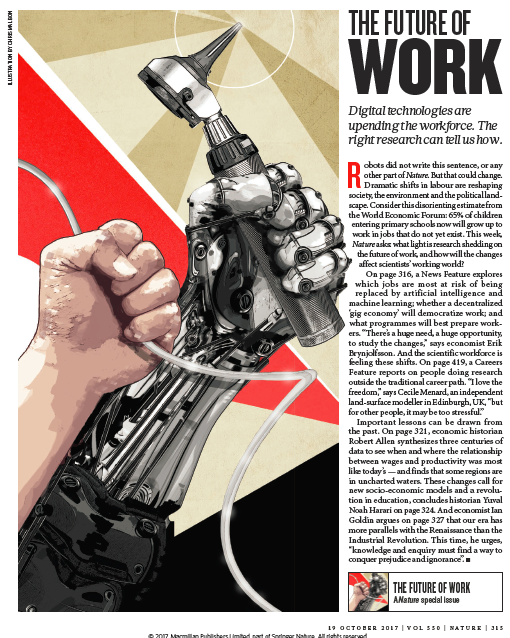 ILLUSTRATION BY CHRIS MALBON
THE FUTURE OF
WORK
Digital technologies are
upending the workforce. The
right research can tell us how.
Robots did not write this sentence, or any
other part of Nature. But that could change.
Dramatic shifts in labour are reshaping
society, the environment and the political land-
scape. Consider this disorienting estimate from
the World Economic Forum: 65% of children
entering primary schools now will grow up to
work in jobs that do not yet exist. This week,
Nature asks what light is research shedding on
the future of work, and how will the changes
affect scientists' working world?
On page 316, a News Feature explores
which jobs are most at risk of being
replaced by artificial intelligence and
machine learning; whether a decentralized
'gig economy' will democratize work; and
what programmes will best prepare work-
ers. "There's a huge need, a huge opportunity,
to study the changes," says economist Erik
Brynjolfsson. And the scientific workforce is
feeling these shifts. On page 419, a Careers
Feature reports on people doing research
outside the traditional career path. "I love the
freedom," says Cecile Menard, an independent
land-surface modeller in Edinburgh, UK, "but
for other people, it may be too stressful."
Important lessons can be drawn from
the past. On page 321, economic historian
Robert Allen synthesizes three centuries of
data to see when and where the relationship
between wages and productivity was most
like today's — and finds that some regions are
in uncharted waters. These changes call for
new socio-economic models and a revolu-
tion in education, concludes historian Yuval
Noah Harari on page 324. And economist Ian
Goldin argues on page 327 that our era has
more parallels with the Renaissance than the
Industrial Revolution. This time, he urges,
"knowledge and enquiry must find a way to
conquer prejudice and ignorance". ■
THE FUTURE OF WORK
A Nature special issue
19 OCTOBER 2017 | VOL 550 | NATURE | 315
© 2017 Macmillan Publishers Limited, part of Springer Nature. All rights reserved.